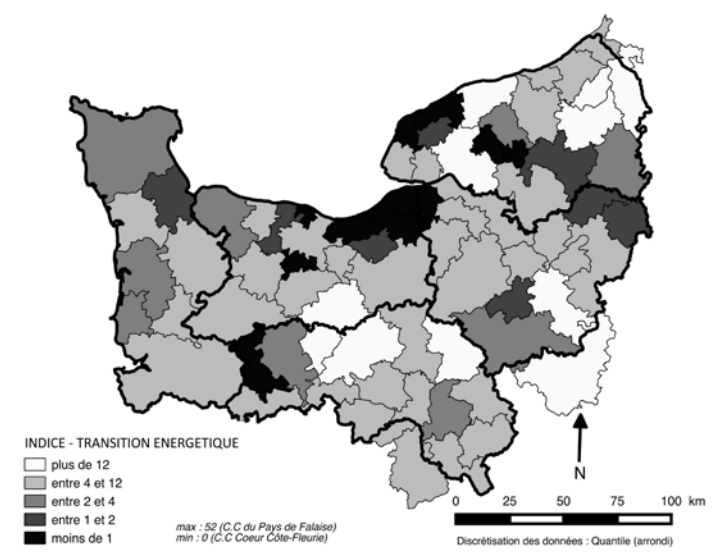 INDICE - TRANSITION ENERGETIQUE
plus de 12
entre 4 et 12
entre 2 et 4
entre 1 et 2
moins de 1
max : 52 (C.C du Pays de Falaise)
min : 0 (C.C Coeur Côte-Fleurie)
N
0 25 50 75 100 km
Discrétisation des données : Quantile (arrondi)